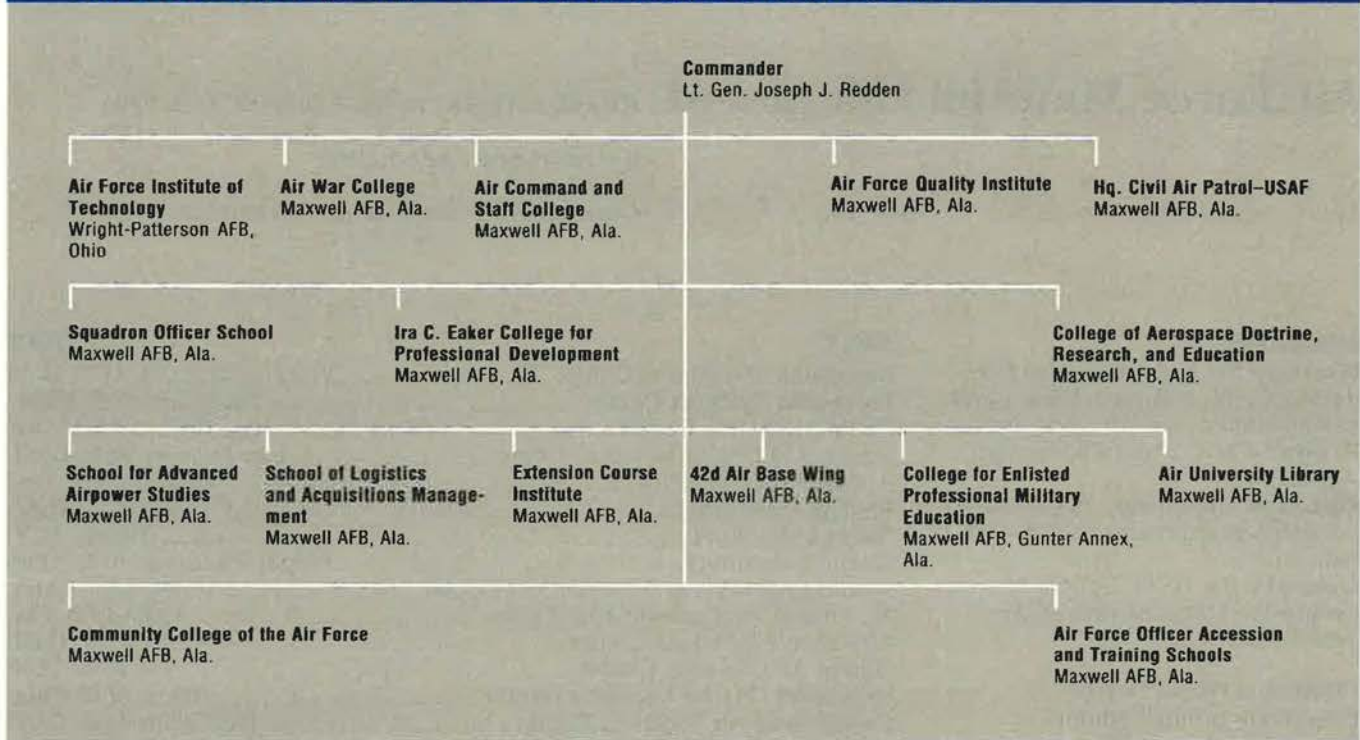 Commander
Lt. Gen. Joseph J. Redden
Air Force Institute of
Technology
Wright-Patterson AFB,
Ohio
Air War College
Maxwell AFB, Ala.
Air Command and
Staff College
Maxwell AFB, Ala.
Air Force Quality Institute
Maxwell AFB, Ala.
Hq. Civil Air Patrol–USAF
Maxwell AFB, Ala.
Squadron Officer School
Maxwell AFB, Ala.
Ira C. Eaker College for
Professional Development
Maxwell AFB, Ala.
College of Aerospace Doctrine,
Research, and Education
Maxwell AFB, Ala.
School for Advanced
Airpower Studies
Maxwell AFB, Ala.
School of Logistics
and Acquisitions Manage-
ment
Maxwell AFB, Ala.
Extension Course
Institute
Maxwell AFB, Ala.
42d Air Base Wing
Maxwell AFB, Ala.
College for Enlisted
Professional Military
Education
Maxwell AFB, Gunter Annex,
Ala.
Air University Library
Maxwell AFB, Ala.
Community College of the Air Force
Maxwell AFB, Ala.
Air Force Officer Accession
and Training Schools
Maxwell AFB, Ala.